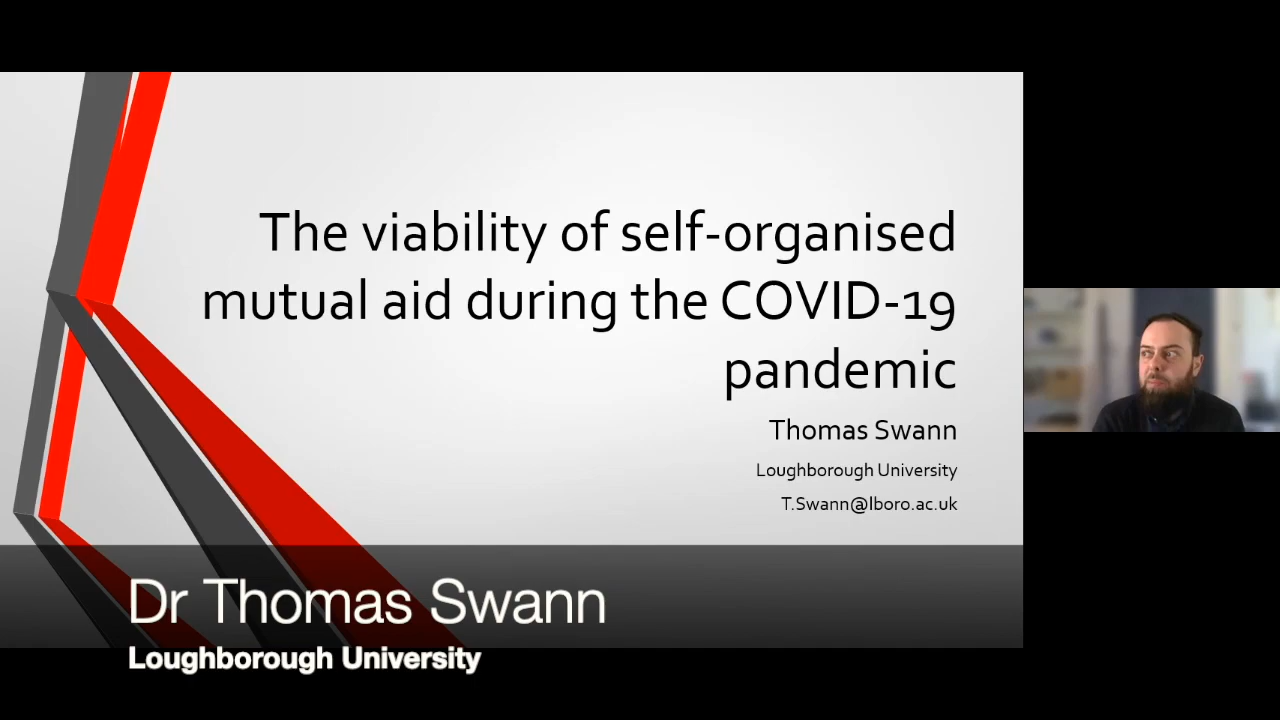 The viability of self-organised
mutual aid during the COVID-19
pandemic
Thomas Swann
Loughborough University
T.Swann@lboro.ac.uk
Dr Thomas Swann
Loughborough University